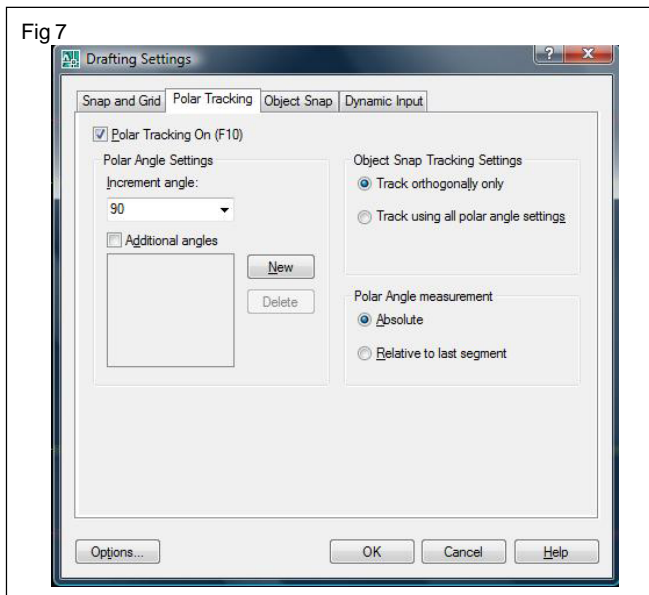 Fig 7
Drafting Settings
Snap and Grid Polar Tracking Object Snap Dynamic Input
Polar Tracking On (F10)
Polar Angle Settings
Increment angle:
90
Additional angles
New
Delete
Object Snap Tracking Settings
Track orthogonally only
Track using all polar angle settings
Polar Angle measurement
Absolute
Relative to last segment
Options... OK Cancel Help